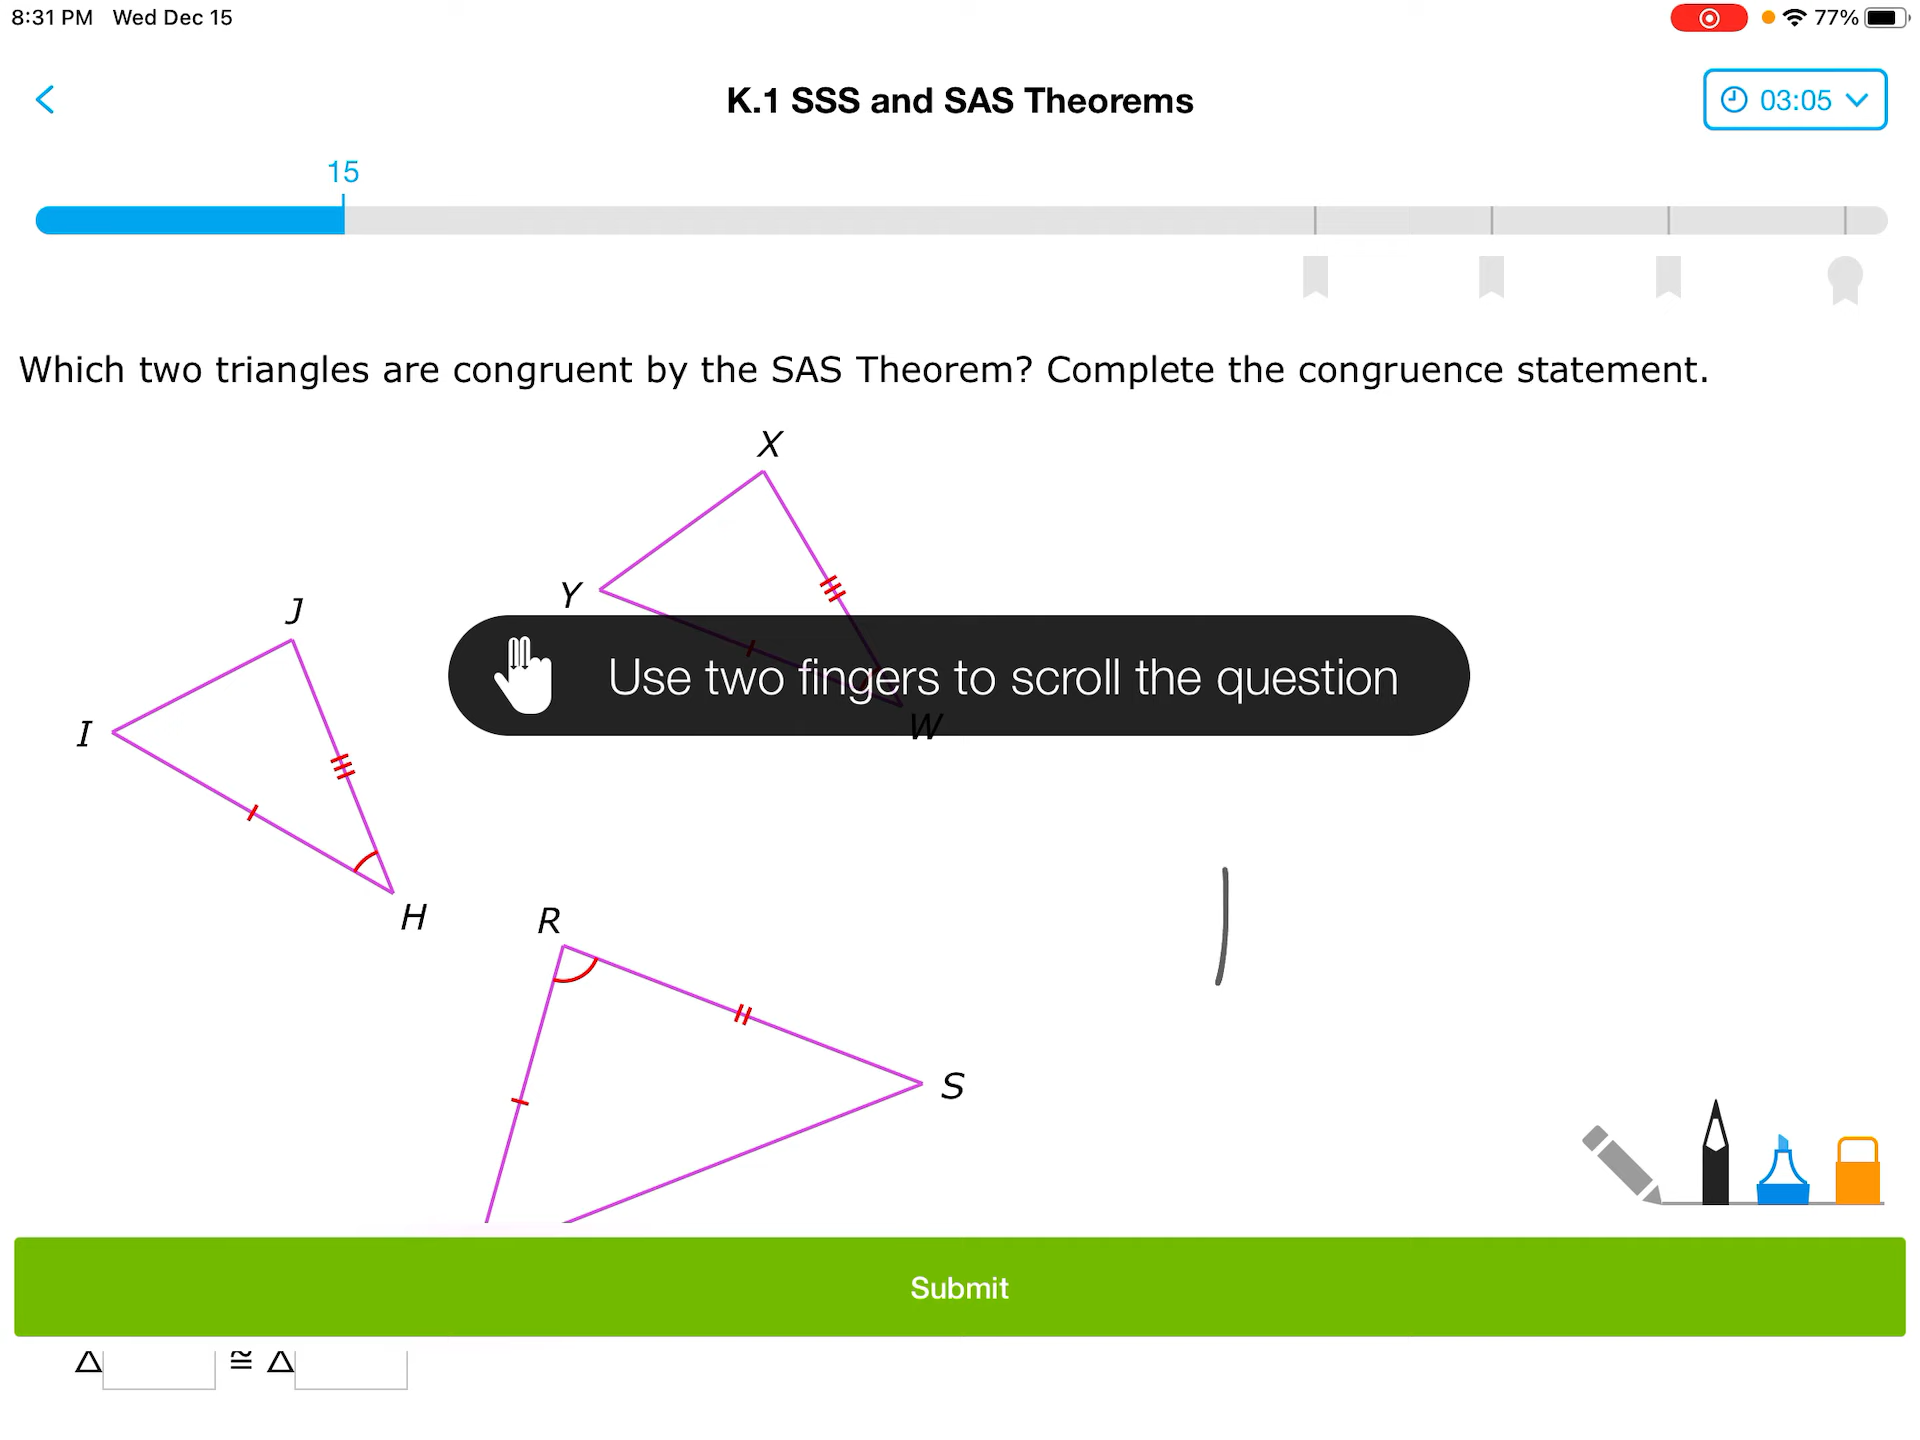 8:31 PM Wed Dec 15
77%
K.1 SSS and SAS Theorems
03:05
15
Which two triangles are congruent by the SAS Theorem? Complete the congruence statement.
X
Y
J
Use two fingers to scroll the question
W
I
H
R
S
Submit
△ ≅ △